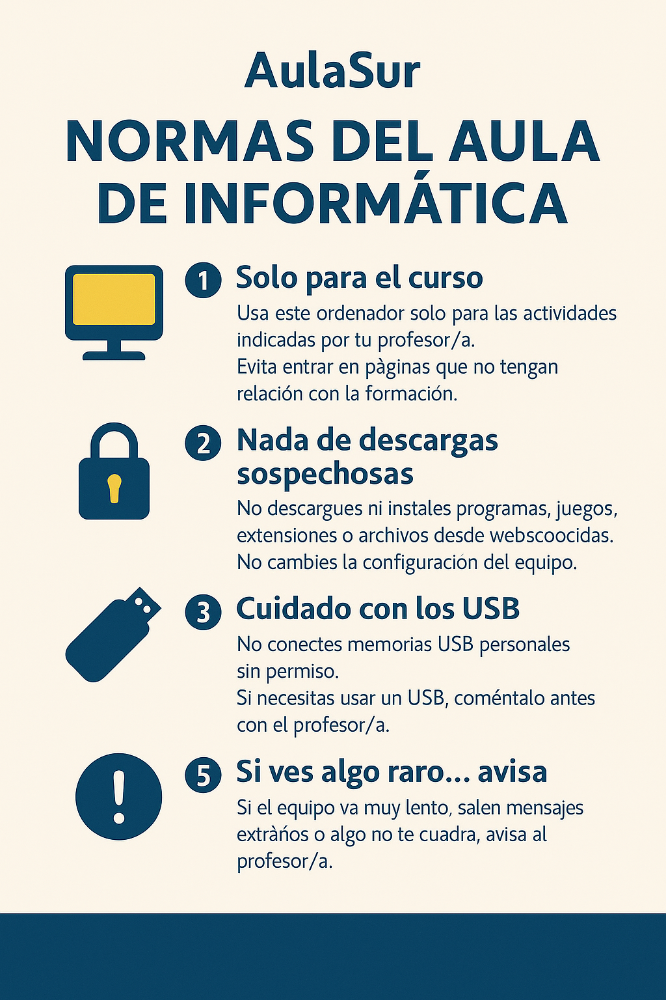 AulaSur
NORMAS DEL AULA
DE INFORMÁTICA
1 Solo para el curso
Usa este ordenador solo para las actividades
indicadas por tu profesor/a.
Evita entrar en pàginas que no tengan
relación con la formación.
2 Nada de descargas
sospechosas
No descargues ni instales programas, juegos,
extensiones o archivos desde webscoocidas.
No cambies la configuración del equipo.
3 Cuidado con los USB
No conectes memorias USB personales
sin permiso.
Si necesitas usar un USB, coméntalo antes
con el profesor/a.
5 Si ves algo raro... avisa
Si el equipo va muy lento, salen mensajes
extràńos o algo no te cuadra, avisa al
profesor/a.